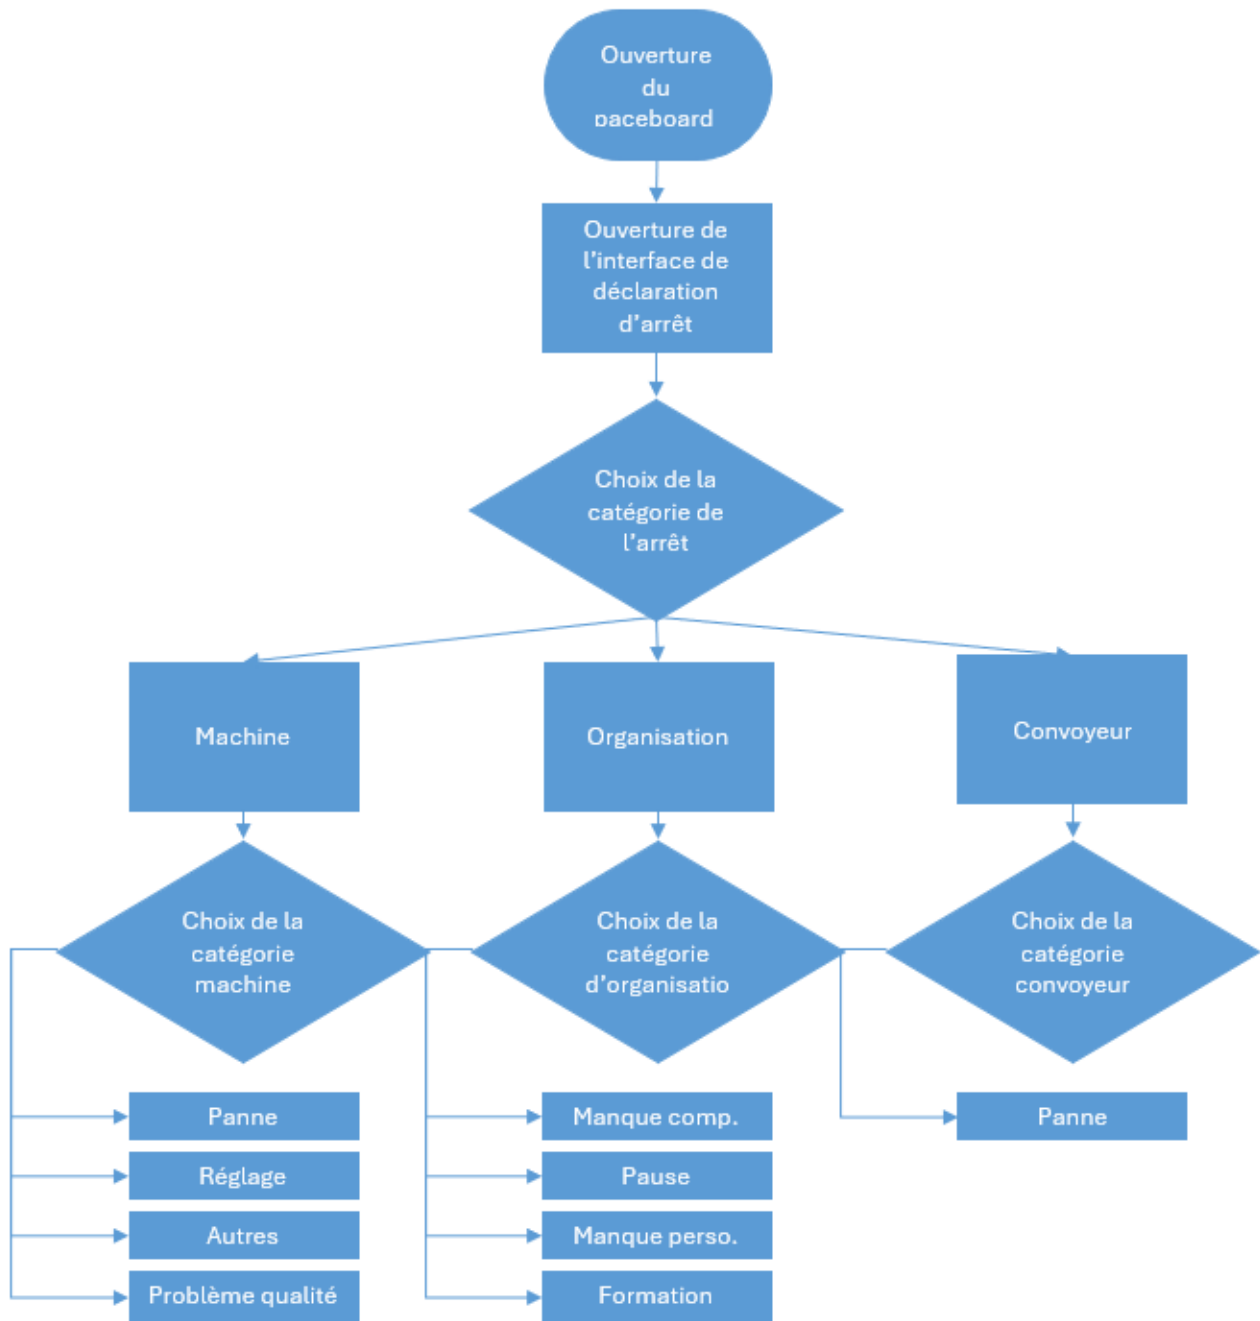 Ouverture
du
paceboard
Ouverture de
l'interface de
déclaration
d'arrêt
Choix de la
catégorie de
l'arrêt
Machine
Organisation
Convoyeur
Choix de la
catégorie
machine
Choix de la
catégorie
d'organisatio
Choix de la
catégorie
convoyeur
Panne
Réglage
Autres
Problème qualité
Manque comp.
Pause
Manque perso.
Formation
Panne